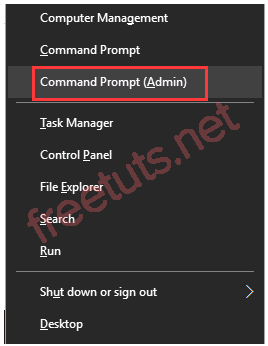 Computer Management
Command Prompt
Command Prompt (Admin)
Task Manager
Control Panel
File Explorer
Search
Run
Shut down or sign out
Desktop
freetuts.net